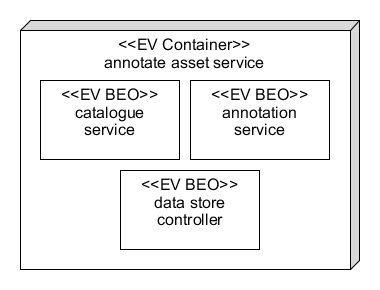 <<EV Container>>
annotate asset service
<<EV BEO>>
catalogue
service
<<EV BEO>>
annotation
service
<<EV BEO>>
data store
controller